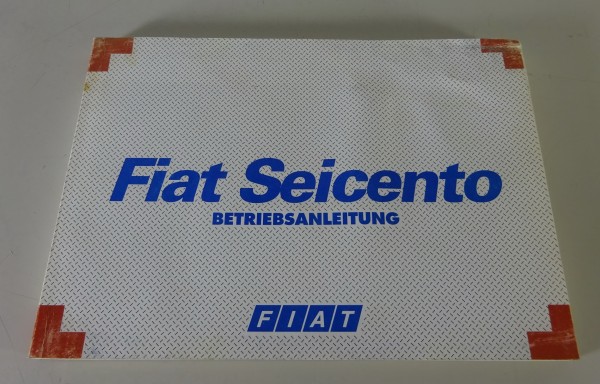 Fiat Seicento
BETRIEBSANLEITUNG
FIAT